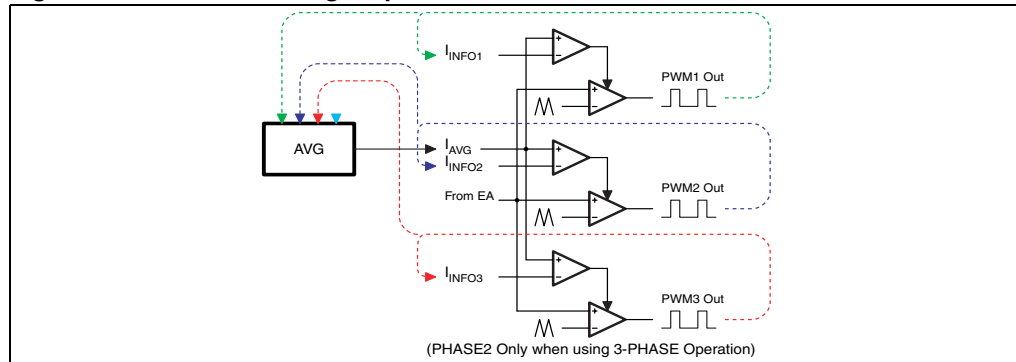 I_INFO1
PWM1 Out
AVG
I_AVG
I_INFO2
From EA
PWM2 Out
I_INFO3
PWM3 Out
(PHASE2 Only when using 3-PHASE Operation)